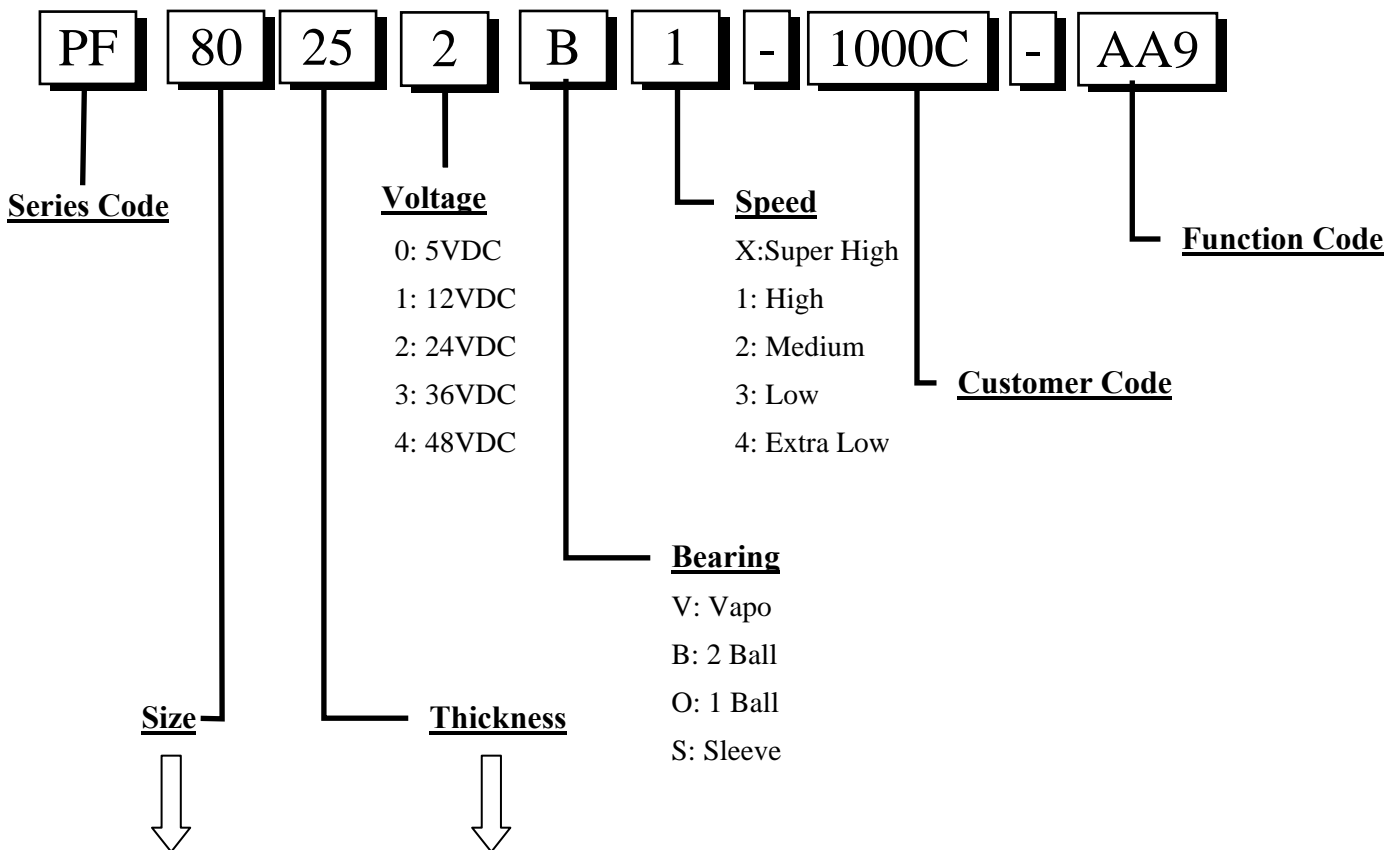 PF 80 25 2 B 1 - 1000C - AA9
Series Code
Voltage
0: 5VDC
1: 12VDC
2: 24VDC
3: 36VDC
4: 48VDC
Speed
X:Super High
1: High
2: Medium
3: Low
4: Extra Low
Function Code
Customer Code
Bearing
V: Vapo
B: 2 Ball
O: 1 Ball
S: Sleeve
Size
Thickness